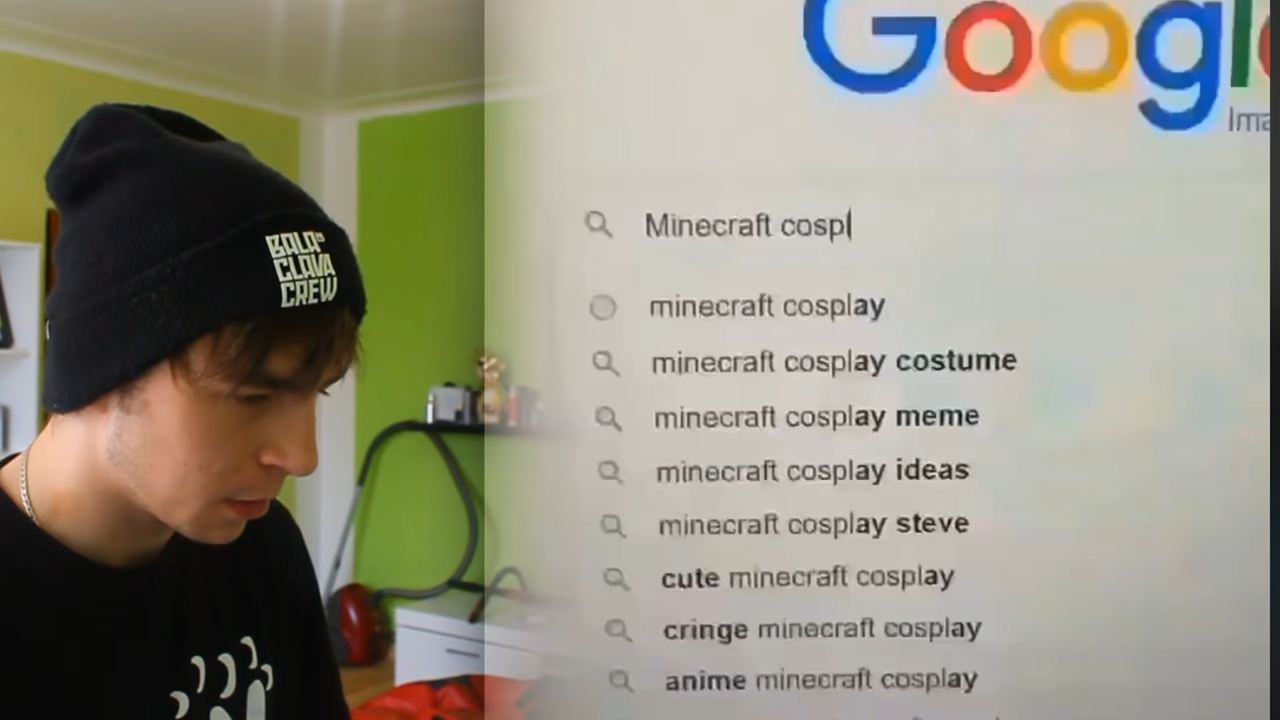 BALA
CLAVA
CREW
Google
Minecraft cospl
minecraft cosplay
minecraft cosplay costume
minecraft cosplay meme
minecraft cosplay ideas
minecraft cosplay steve
cute minecraft cosplay
cringe minecraft cosplay
anime minecraft cosplay